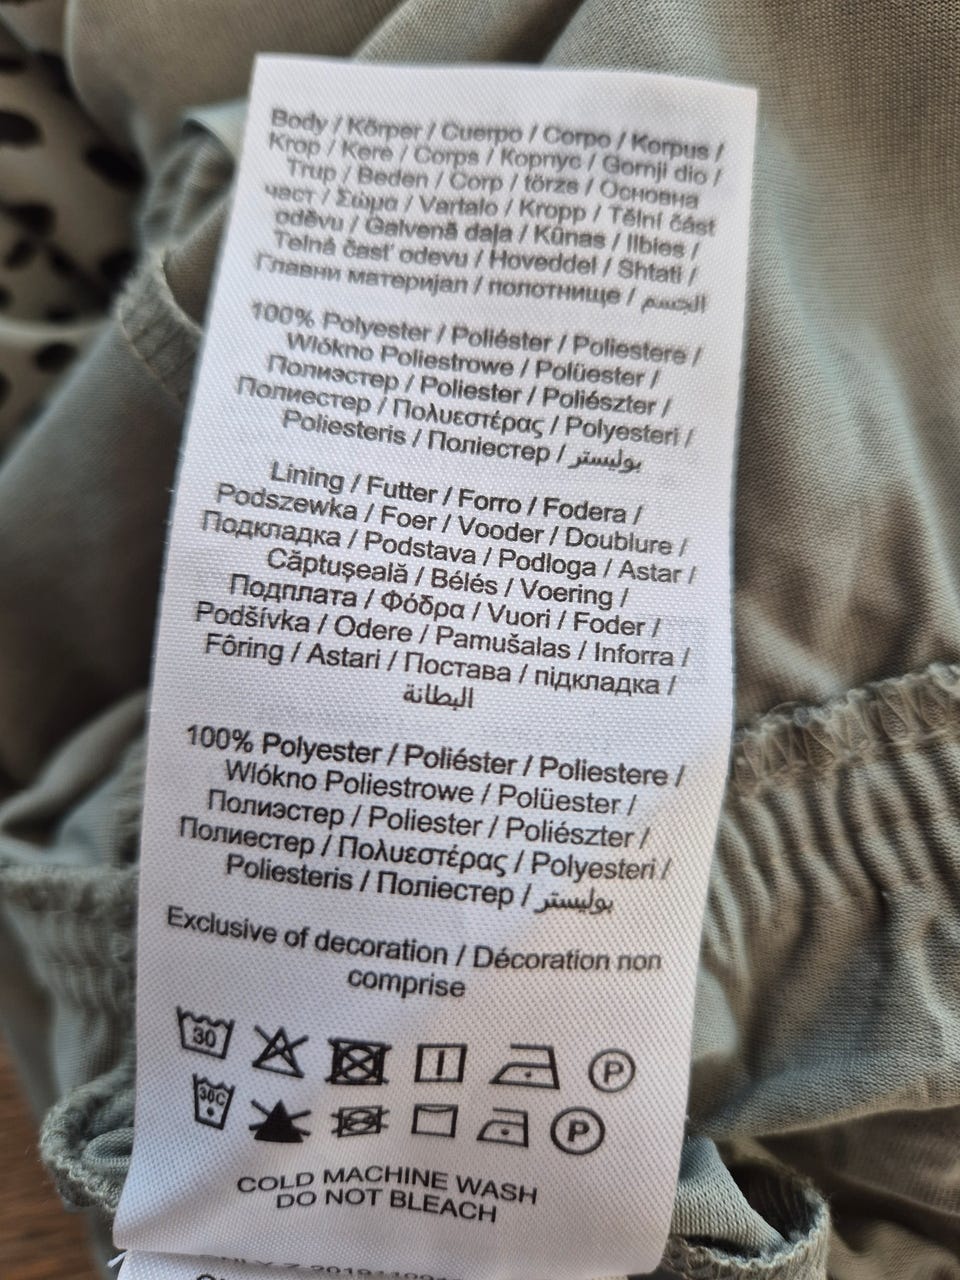 Body / Körper / Cuerpo / Corpo / Korpus /
Krop / Kere / Corps / Корпус / Gornji dio /
Trup / Beden / Corp / törzs / Основна
част / Σώμα / Vartalo / Kropp / Tělní část
oděvu / Galvenā daļa / Kūnas / Ilbies /
Telná časť odevu / Hoveddel / Shtati /
Главни материјал / полотнище / الجسم
100% Polyester / Poliéster / Poliestere /
Wlókno Poliestrowe / Polüester /
Полиэстер / Poliester / Poliészter /
Полиестер / Πολυεστέρας / Polyesteri /
Poliesteris / Поліестер / بوليستر
Lining / Futter / Forro / Fodera /
Podszewka / Foer / Vooder / Doublure /
Подкладка / Podstava / Podloga / Astar /
Căptuşeală / Bélés / Voering /
Подплата / Φόδρα / Vuori / Foder /
Podšívka / Odere / Pamušalas / Inforra /
Fôring / Astari / Постава / підкладка /
البطانة
100% Polyester / Poliéster / Poliestere /
Wlókno Poliestrowe / Polüester /
Полиэстер / Poliester / Poliészter /
Полиестер / Πολυεστέρας / Polyesteri /
Poliesteris / Поліестер / بوليستر
Exclusive of decoration / Décoration non
comprise
30 P
30C P
COLD MACHINE WASH
DO NOT BLEACH